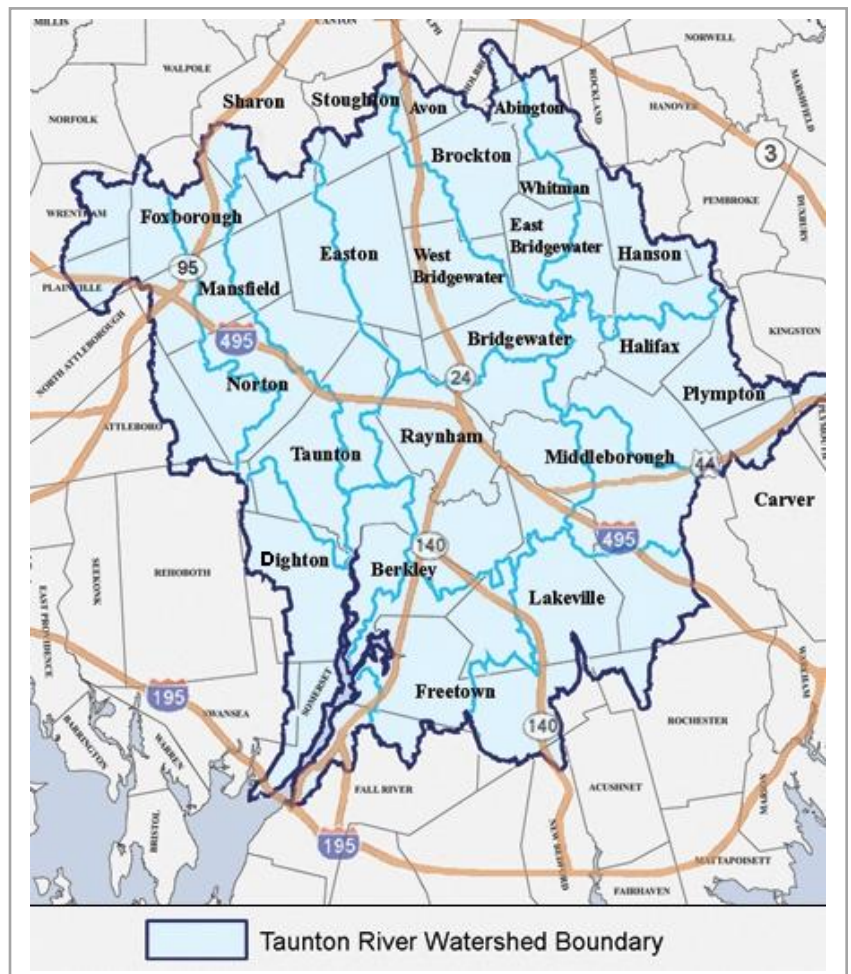 MILLIS
CANTON
NORWELL
WALPOLE
ROCKLAND
MARSHFIELD
Sharon
Stoughton
Avon
Abington
HANOVER
NORFOLK
Brockton
3
Whitman
PEMBROKE
DUXBURY
WRENTHAM
Foxborough
East
Bridgewater
Easton
West
Bridgewater
Hanson
95
Mansfield
PLAINVILLE
NORTH ATTLEBOROUGH
495
Bridgewater
Halifax
KINGSTON
24
Norton
Plympton
ATTLEBORO
Raynham
Taunton
Middleborough
44
PLYMOUTH
Carver
495
140
Dighton
Berkley
SEEKONK
REHOBOTH
EAST PROVIDENCE
Lakeville
WAREHAM
SOMERSET
Freetown
195
SWANSEA
140
ROCHESTER
BARRINGTON
WARREN
FALL RIVER
ACUSHNET
MARION
BRISTOL
195
NEW BEDFORD
MATTAPOISETT
FAIRHAVEN
Taunton River Watershed Boundary